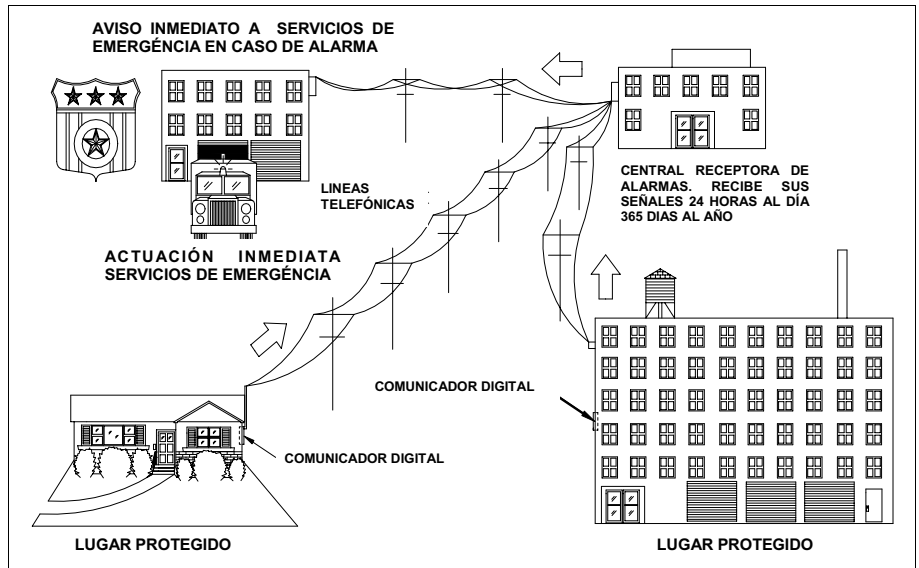 AVISO INMEDIATO A SERVICIOS DE
EMERGÉNCIA EN CASO DE ALARMA
LINEAS
TELEFÓNICAS
CENTRAL RECEPTORA DE
ALARMAS. RECIBE SUS
SEÑALES 24 HORAS AL DÍA
365 DIAS AL AÑO
ACTUACIÓN INMEDIATA
SERVICIOS DE EMERGÉNCIA
COMUNICADOR DIGITAL
COMUNICADOR DIGITAL
LUGAR PROTEGIDO
LUGAR PROTEGIDO